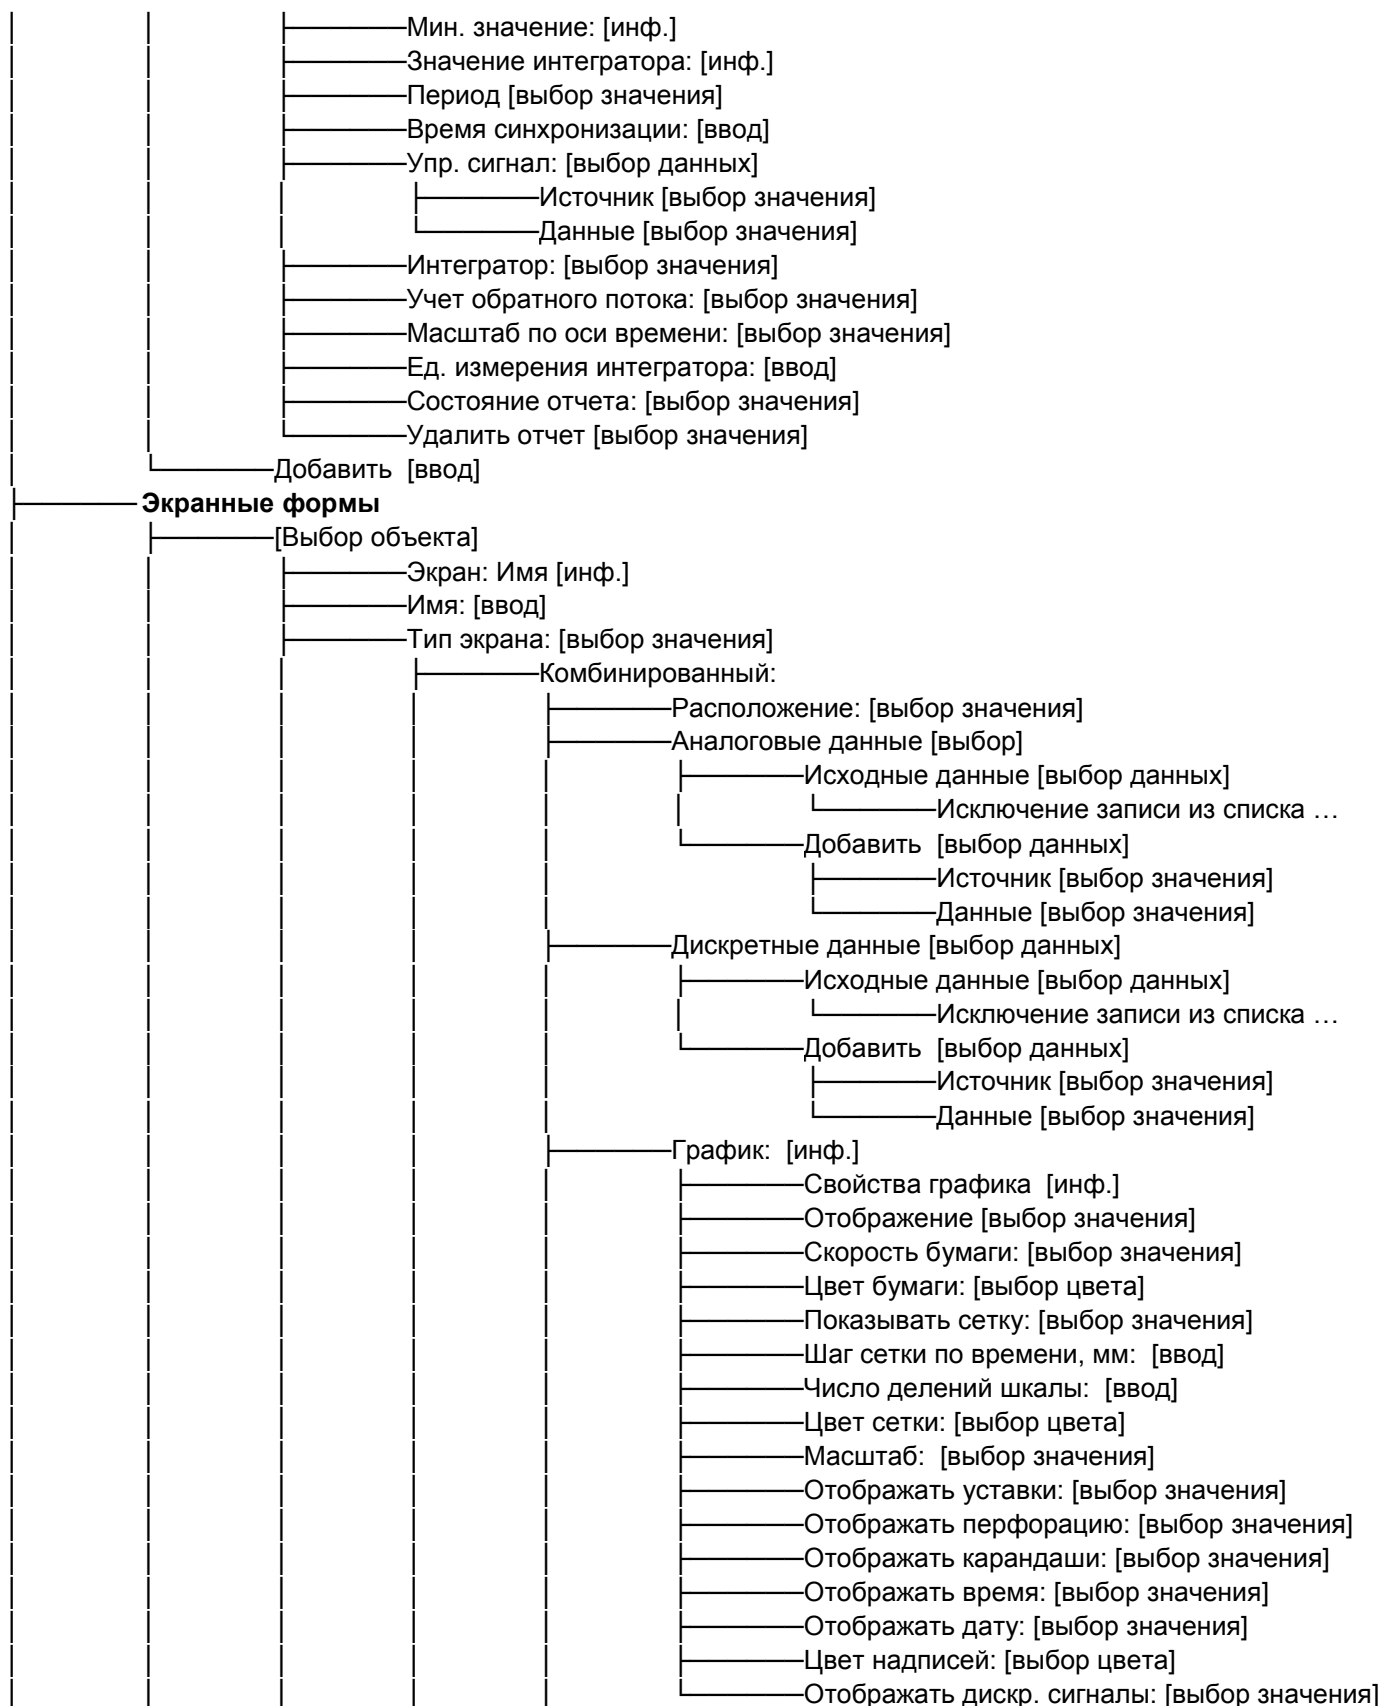 Мин. значение: [инф.]
Значение интегратора: [инф.]
Период [выбор значения]
Время синхронизации: [ввод]
Упр. сигнал: [выбор данных]
Источник [выбор значения]
Данные [выбор значения]
Интегратор: [выбор значения]
Учет обратного потока: [выбор значения]
Масштаб по оси времени: [выбор значения]
Ед. измерения интегратора: [ввод]
Состояние отчета: [выбор значения]
Удалить отчет [выбор значения]
Добавить [ввод]
Экранные формы
[Выбор объекта]
Экран: Имя [инф.]
Имя: [ввод]
Тип экрана: [выбор значения]
Комбинированный:
Расположение: [выбор значения]
Аналоговые данные [выбор]
Исходные данные [выбор данных]
Исключение записи из списка …
Добавить [выбор данных]
Источник [выбор значения]
Данные [выбор значения]
Дискретные данные [выбор данных]
Исходные данные [выбор данных]
Исключение записи из списка …
Добавить [выбор данных]
Источник [выбор значения]
Данные [выбор значения]
График: [инф.]
Свойства графика [инф.]
Отображение [выбор значения]
Скорость бумаги: [выбор значения]
Цвет бумаги: [выбор цвета]
Показывать сетку: [выбор значения]
Шаг сетки по времени, мм: [ввод]
Число делений шкалы: [ввод]
Цвет сетки: [выбор цвета]
Масштаб: [выбор значения]
Отображать уставки: [выбор значения]
Отображать перфорацию: [выбор значения]
Отображать карандаши: [выбор значения]
Отображать время: [выбор значения]
Отображать дату: [выбор значения]
Цвет надписей: [выбор цвета]
Отображать дискр. сигналы: [выбор значения]